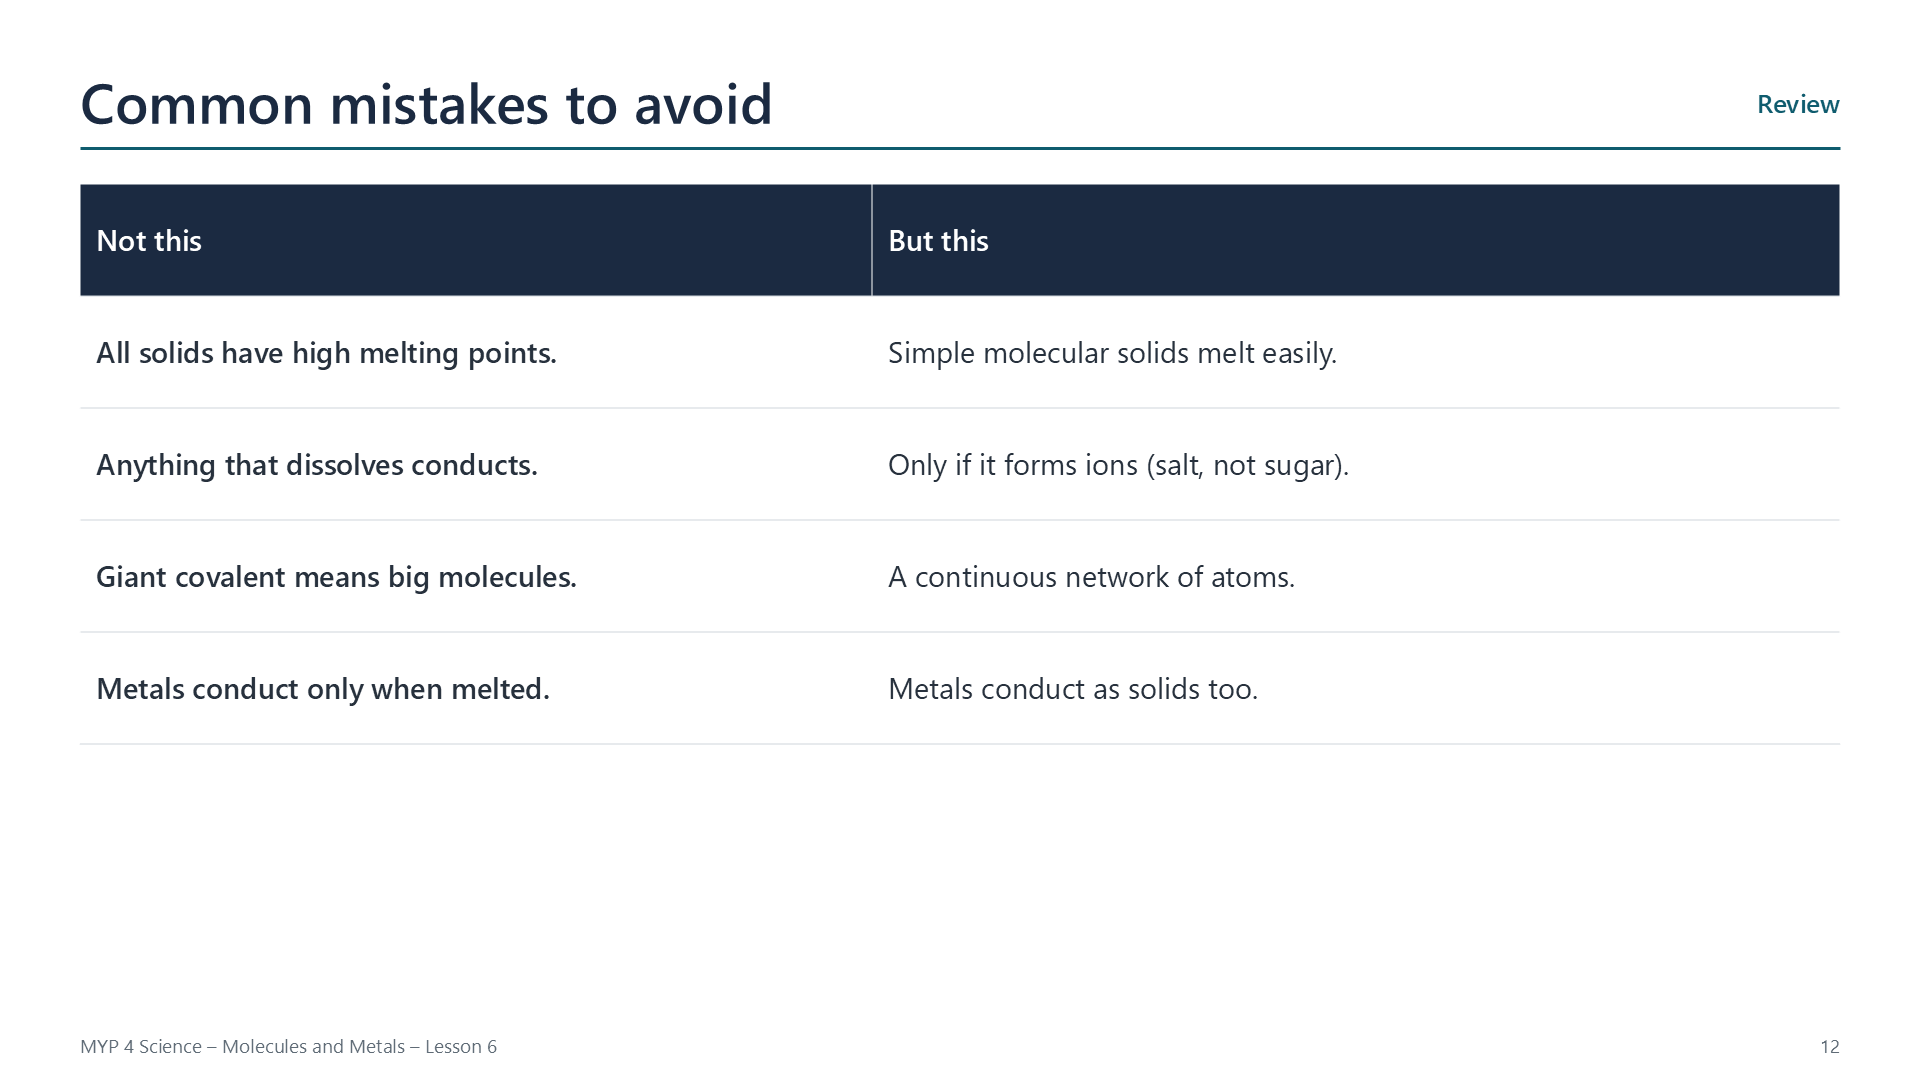 Common mistakes to avoid
Review
Not this
But this
All solids have high melting points.
Simple molecular solids melt easily.
Anything that dissolves conducts.
Only if it forms ions (salt, not sugar).
Giant covalent means big molecules.
A continuous network of atoms.
Metals conduct only when melted.
Metals conduct as solids too.
MYP 4 Science – Molecules and Metals – Lesson 6
12